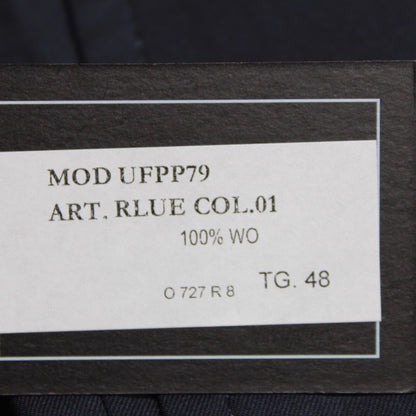 MOD UFPP79
ART. RLUE COL.01
100% WO
O 727 R 8 TG. 48